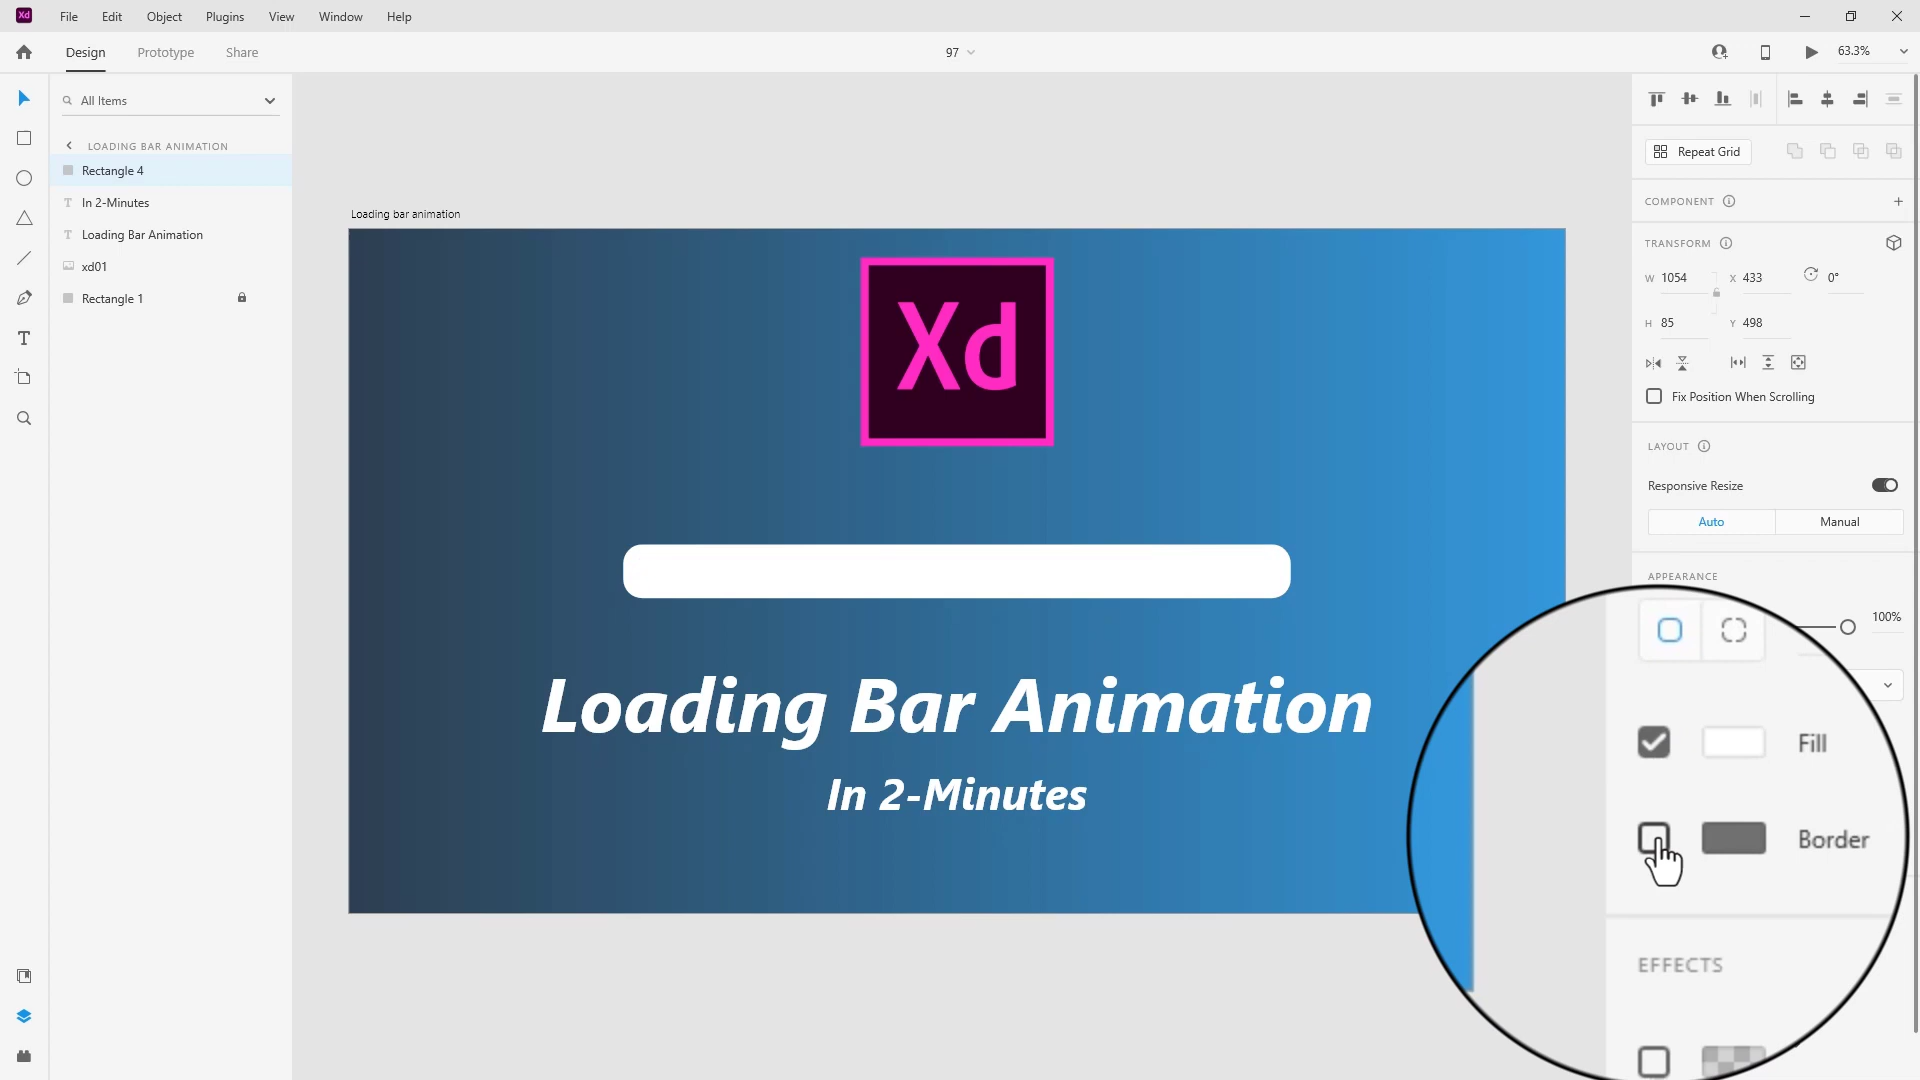 Xd File Edit Object Plugins View Window Help
Design Prototype Share 97 63.3%
All Items
LOADING BAR ANIMATION
Rectangle 4
In 2-Minutes
Loading Bar Animation
xd01
Rectangle 1
Loading bar animation
Xd
Loading Bar Animation
In 2-Minutes
Repeat Grid
COMPONENT
TRANSFORM
W 1054 X 433 0°
H 85 Y 498
Fix Position When Scrolling
LAYOUT
Responsive Resize
Auto Manual
APPEARANCE
100%
Fill
Border
EFFECTS